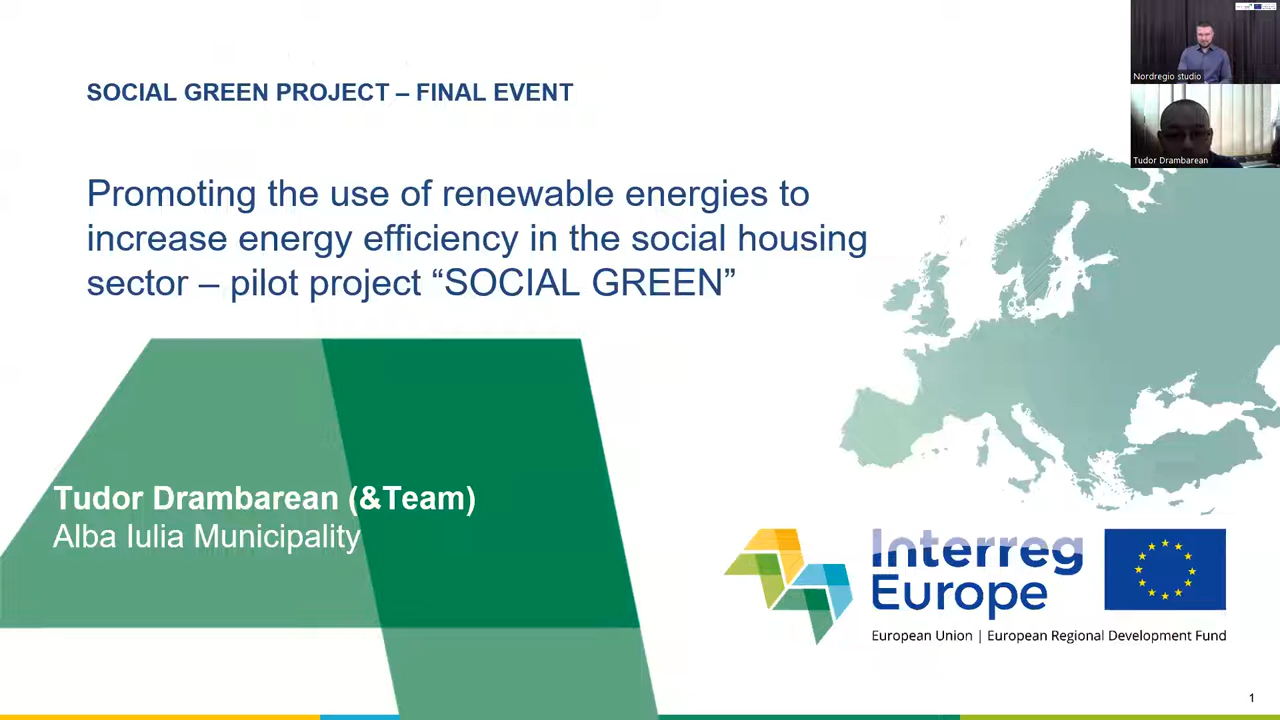 SOCIAL GREEN PROJECT – FINAL EVENT
Nordregio studio
Tudor Drambarean
Promoting the use of renewable energies to
increase energy efficiency in the social housing
sector – pilot project “SOCIAL GREEN”
Tudor Drambarean (&Team)
Alba Iulia Municipality
Interreg
Europe
European Union | European Regional Development Fund
1